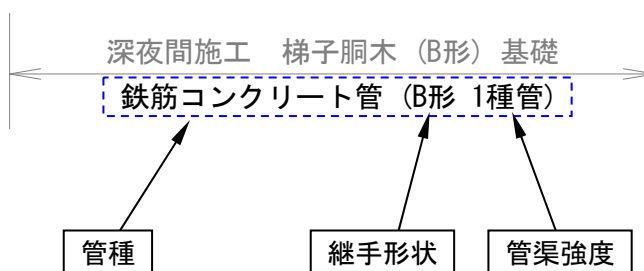 深夜間施工 梯子胴木 (B形) 基礎
鉄筋コンクリート管 (B形 1種管)
管種
継手形状
管渠強度